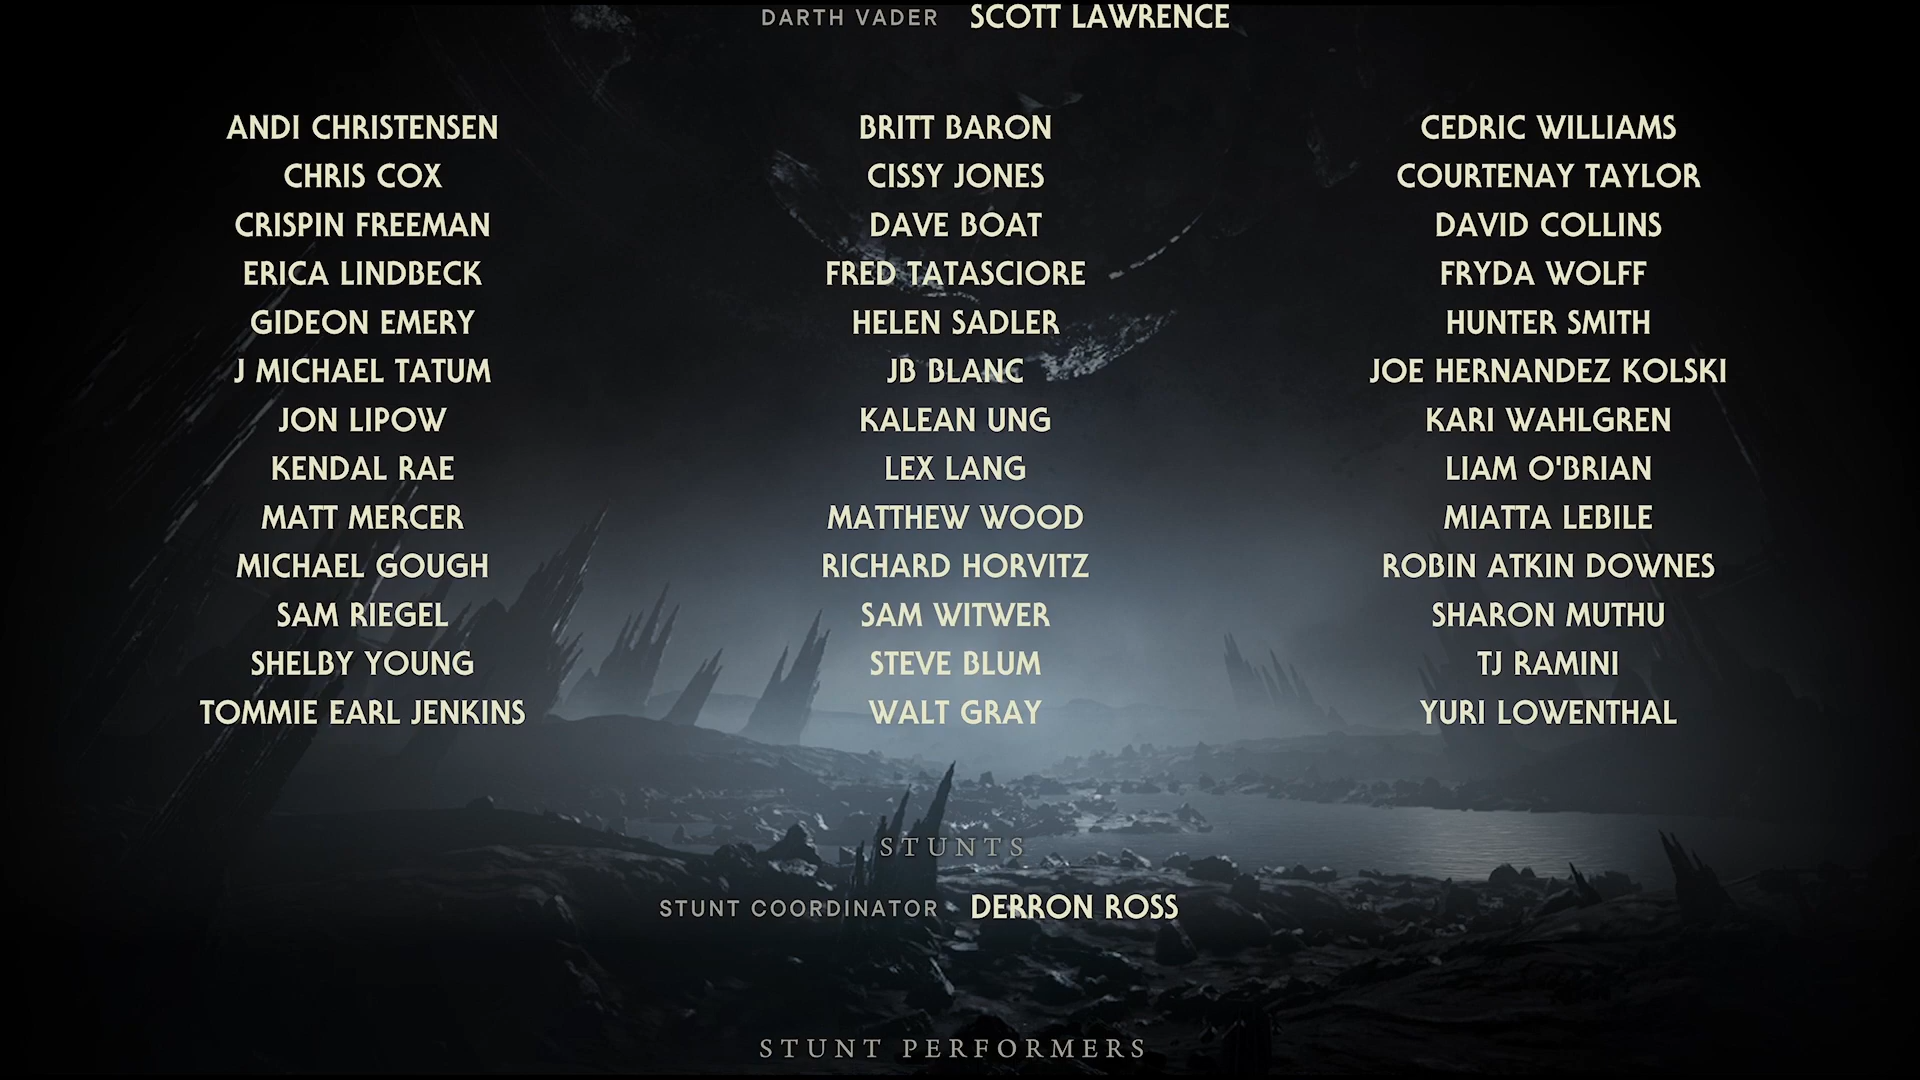 DARTH VADER SCOTT LAWRENCE
ANDI CHRISTENSEN BRITT BARON CEDRIC WILLIAMS
CHRIS COX CISSY JONES COURTENAY TAYLOR
CRISPIN FREEMAN DAVE BOAT DAVID COLLINS
ERICA LINDBECK FRED TATASCIORE FRYDA WOLFF
GIDEON EMERY HELEN SADLER HUNTER SMITH
J MICHAEL TATUM JB BLANC JOE HERNANDEZ KOLSKI
JON LIPOW KALEAN UNG KARI WAHLGREN
KENDAL RAE LEX LANG LIAM O'BRIAN
MATT MERCER MATTHEW WOOD MIATTA LEBILE
MICHAEL GOUGH RICHARD HORVITZ ROBIN ATKIN DOWNES
SAM RIEGEL SAM WITWER SHARON MUTHU
SHELBY YOUNG STEVE BLUM TJ RAMINI
TOMMIE EARL JENKINS WALT GRAY YURI LOWENTHAL
STUNTS
STUNT COORDINATOR DERRON ROSS
STUNT PERFORMERS